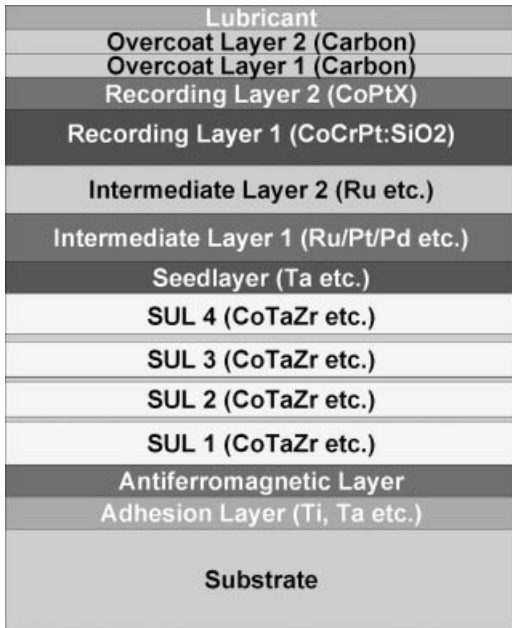 Lubricant
Overcoat Layer 2 (Carbon)
Overcoat Layer 1 (Carbon)
Recording Layer 2 (CoPtX)
Recording Layer 1 (CoCrPt:SiO2)
Intermediate Layer 2 (Ru etc.)
Intermediate Layer 1 (Ru/Pt/Pd etc.)
Seedlayer (Ta etc.)
SUL 4 (CoTaZr etc.)
SUL 3 (CoTaZr etc.)
SUL 2 (CoTaZr etc.)
SUL 1 (CoTaZr etc.)
Antiferromagnetic Layer
Adhesion Layer (Ti, Ta etc.)
Substrate